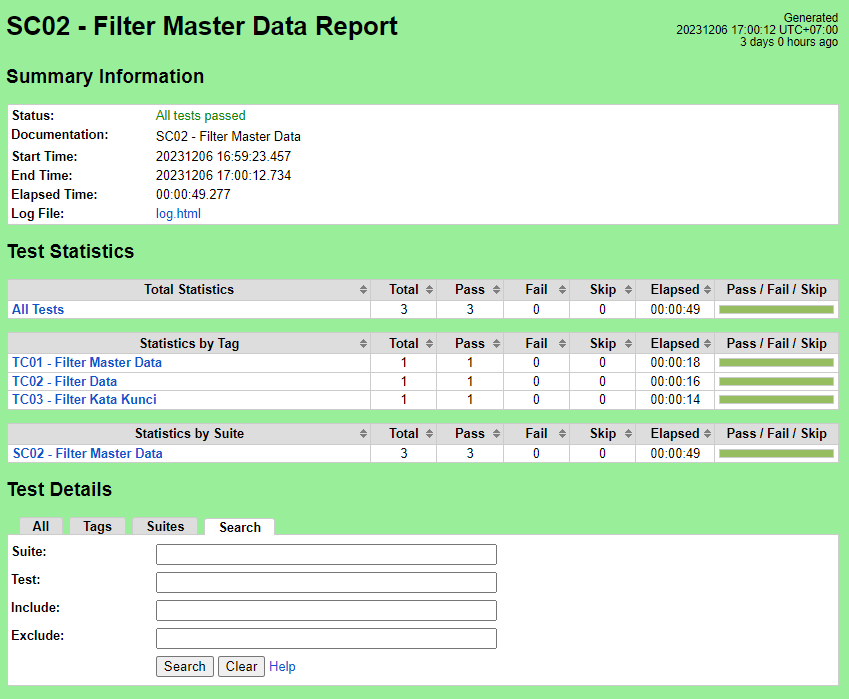 SC02 - Filter Master Data Report
Generated
20231206 17:00:12 UTC+07:00
3 days 0 hours ago
Summary Information
Status: All tests passed
Documentation: SC02 - Filter Master Data
Start Time: 20231206 16:59:23.457
End Time: 20231206 17:00:12.734
Elapsed Time: 00:00:49.277
Log File: log.html
Test Statistics
Total Statistics Total Pass Fail Skip Elapsed Pass / Fail / Skip
All Tests 3 3 0 0 00:00:49
Statistics by Tag Total Pass Fail Skip Elapsed Pass / Fail / Skip
TC01 - Filter Master Data 1 1 0 0 00:00:18
TC02 - Filter Data 1 1 0 0 00:00:16
TC03 - Filter Kata Kunci 1 1 0 0 00:00:14
Statistics by Suite Total Pass Fail Skip Elapsed Pass / Fail / Skip
SC02 - Filter Master Data 3 3 0 0 00:00:49
Test Details
All Tags Suites Search
Suite:
Test:
Include:
Exclude:
Search Clear Help